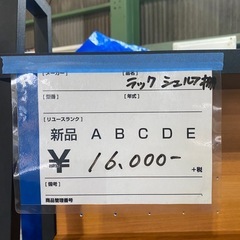 [メーカー] [品名] ラック シェルフ棚
[型番] [年式]
[リユースランク]
新品 A B C D E
¥ 16,000- +税
[備考]
商品管理番号